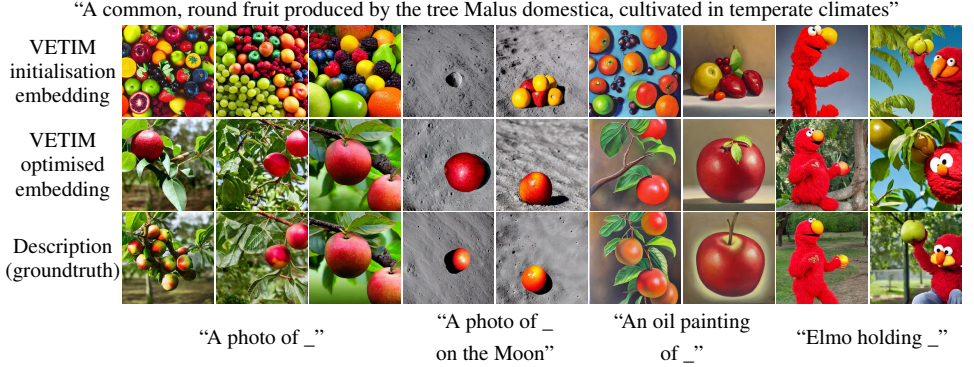 “A common, round fruit produced by the tree Malus domestica, cultivated in temperate climates”
VETIM
initialisation
embedding
VETIM
optimised
embedding
Description
(groundtruth)
“A photo of _”
“A photo of _
on the Moon”
“An oil painting
of _”
“Elmo holding _”